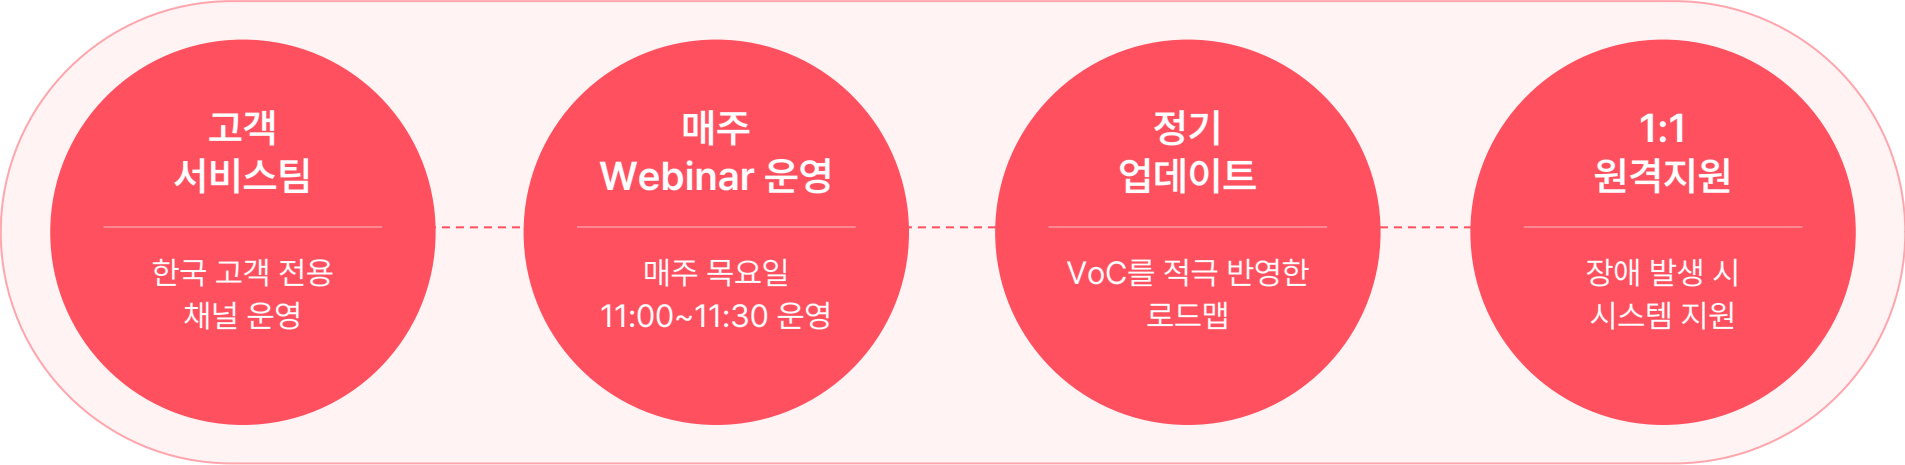 고객
서비스팀
한국 고객 전용
채널 운영
매주
Webinar 운영
매주 목요일
11:00~11:30 운영
정기
업데이트
VoC를 적극 반영한
로드맵
1:1
원격지원
장애 발생 시
시스템 지원